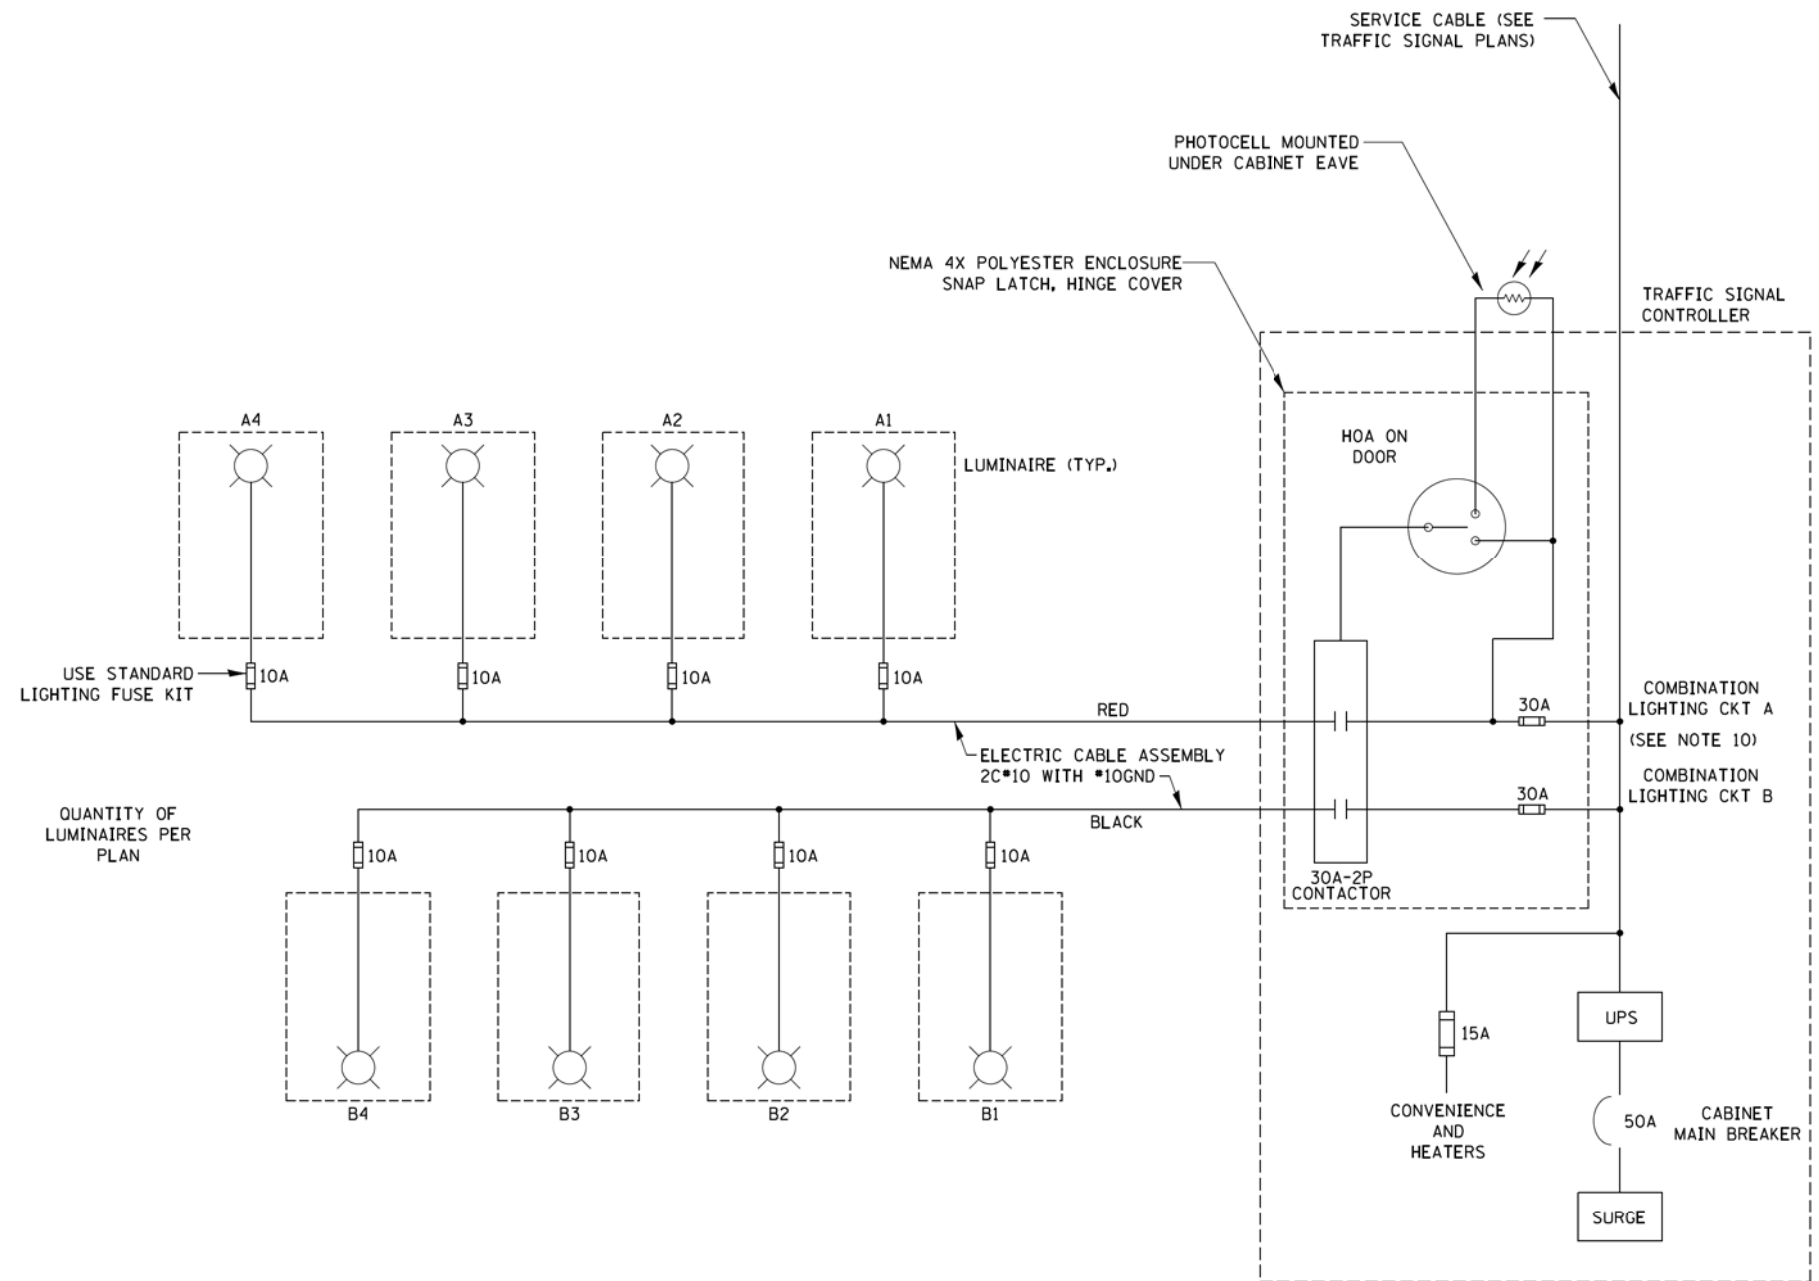 SERVICE CABLE (SEE
TRAFFIC SIGNAL PLANS)
PHOTOCELL MOUNTED
UNDER CABINET EAVE
NEMA 4X POLYESTER ENCLOSURE
SNAP LATCH, HINGE COVER
TRAFFIC SIGNAL
CONTROLLER
A4
A3
A2
A1
HOA ON
DOOR
LUMINAIRE (TYP.)
USE STANDARD
LIGHTING FUSE KIT
10A
10A
10A
10A
RED
30A
COMBINATION
LIGHTING CKT A
(SEE NOTE 10)
ELECTRIC CABLE ASSEMBLY
2C#10 WITH #10GND
COMBINATION
LIGHTING CKT B
30A
BLACK
QUANTITY OF
LUMINAIRES PER
PLAN
10A
10A
10A
10A
30A-2P
CONTACTOR
B4
B3
B2
B1
15A
UPS
CONVENIENCE
AND
HEATERS
50A
CABINET
MAIN BREAKER
SURGE